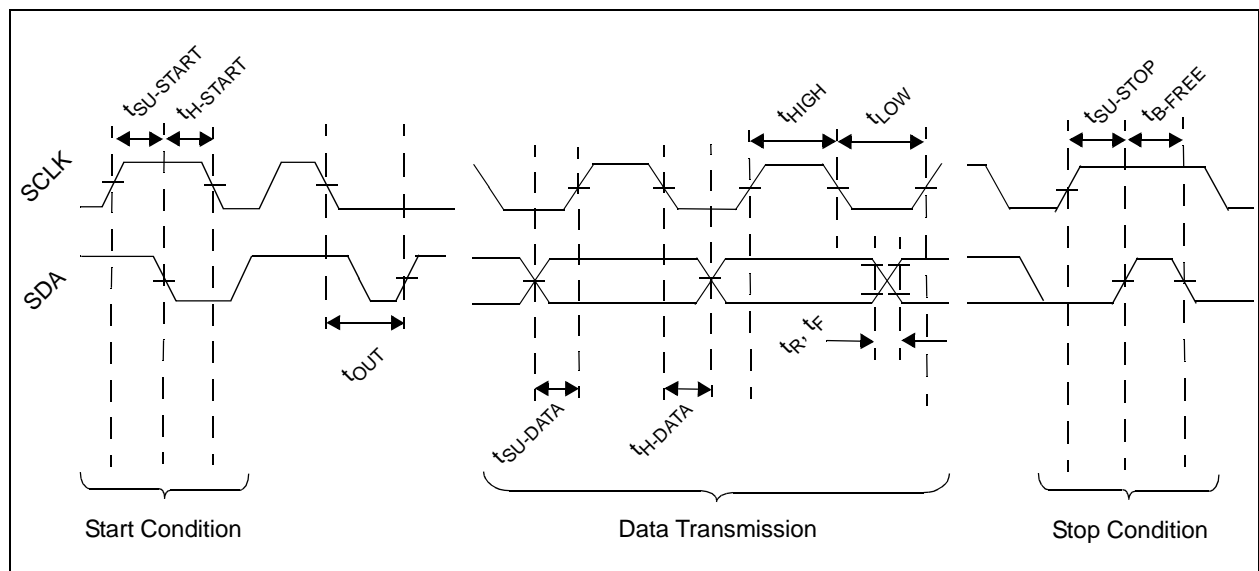 tSU-START
tH-START
tHIGH
tLOW
tSU-STOP
tB-FREE
SCLK
SDA
tOUT
tR, tF
tSU-DATA
tH-DATA
Start Condition
Data Transmission
Stop Condition